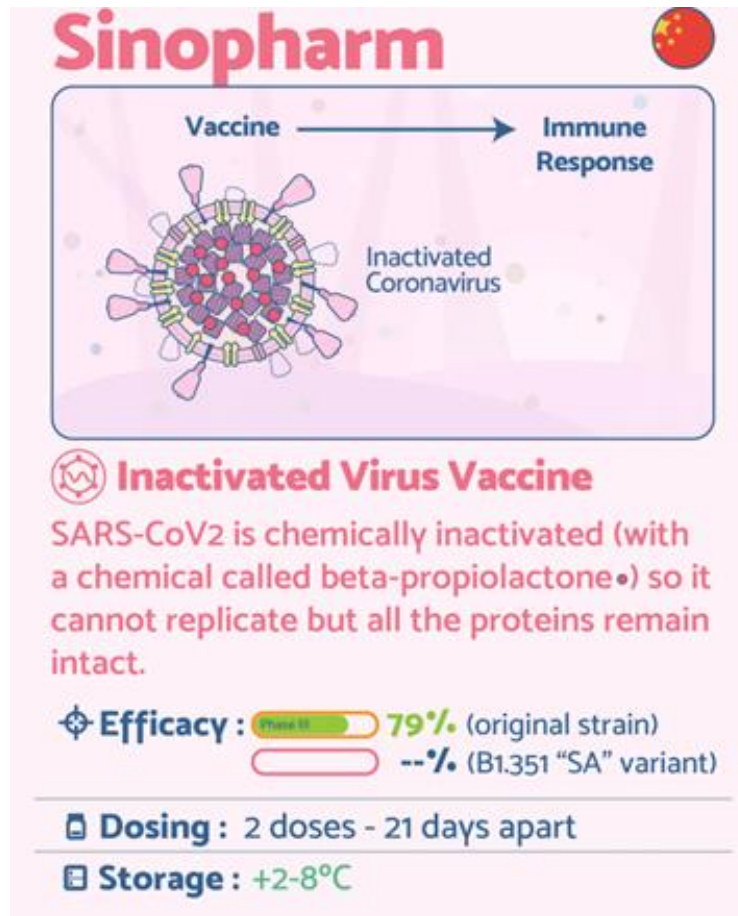 Sinopharm
Vaccine
Immune
Response
Inactivated
Coronavirus
Inactivated Virus Vaccine
SARS-CoV2 is chemically inactivated (with
a chemical called beta-propiolactone•) so it
cannot replicate but all the proteins remain
intact.
Efficacy : Phase III 79% (original strain)
--% (B1.351 “SA” variant)
Dosing : 2 doses - 21 days apart
Storage : +2-8°C